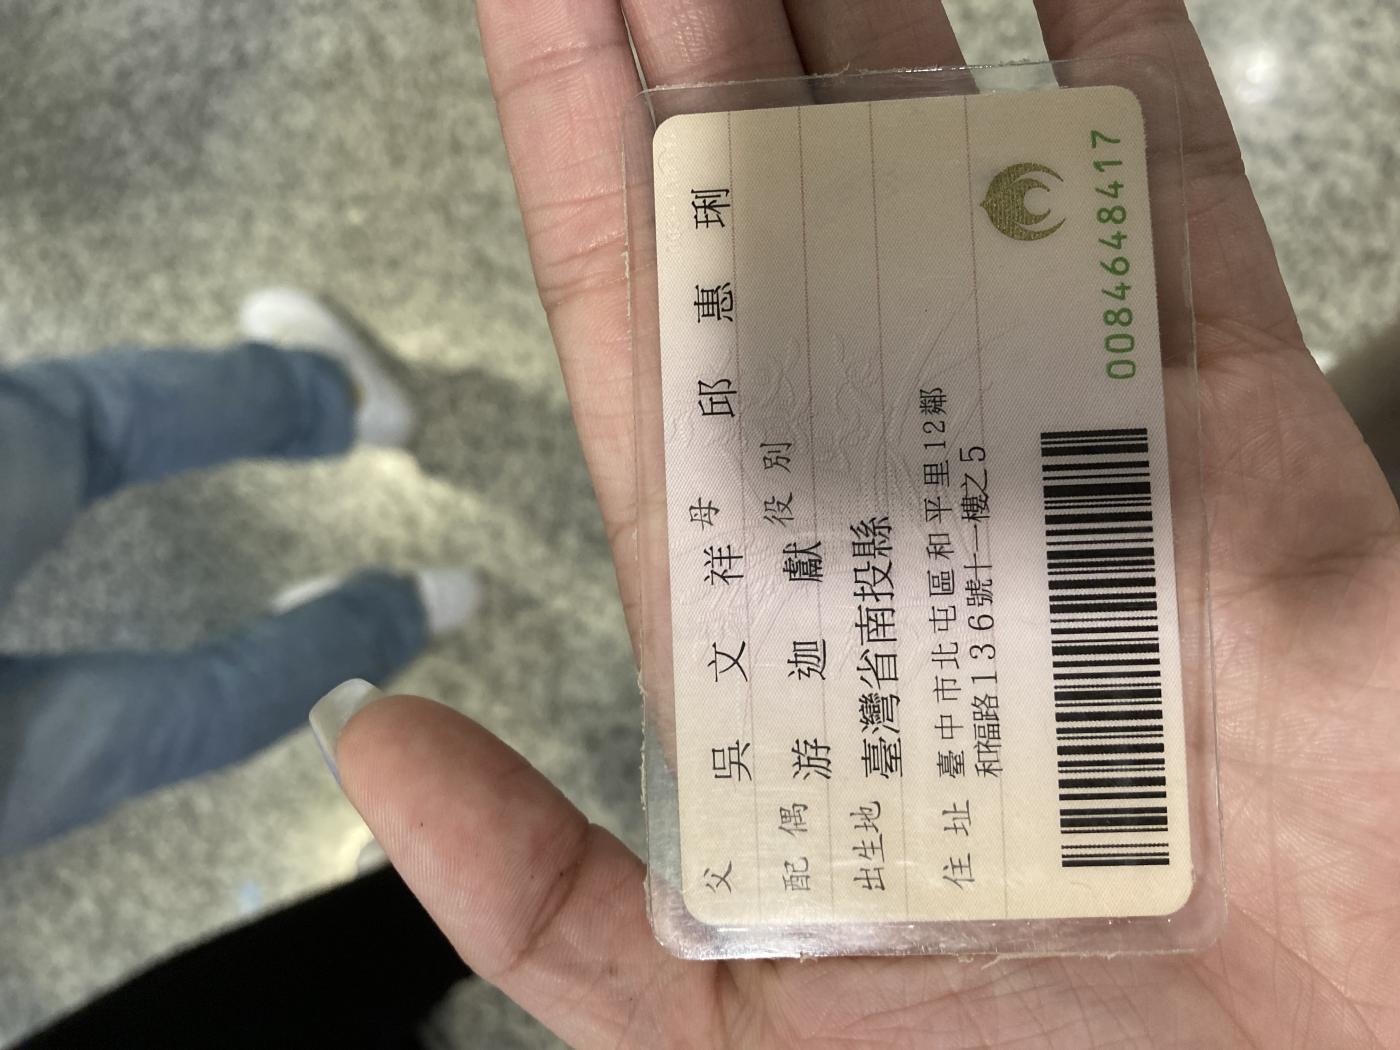 父 吳文祥 母 邱惠琍
配偶 游迦獻 役別
出生地 臺灣省南投縣
住址 臺中市北屯區和平里12鄰
和福路136號十一樓之5
0084648417